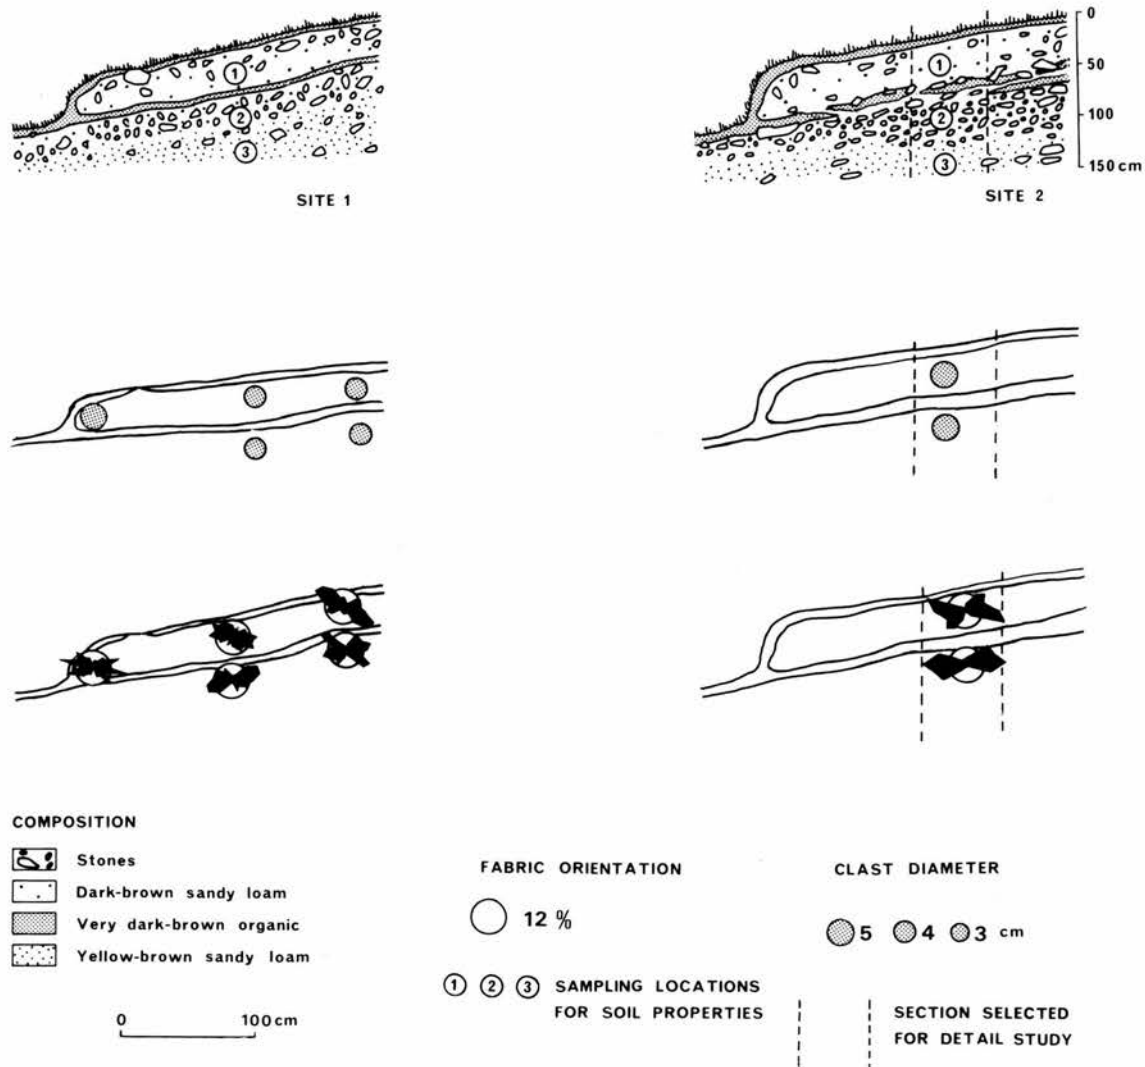 0
50
100
150 cm
1
2
3
SITE 1
1
2
3
SITE 2
COMPOSITION
Stones
Dark-brown sandy loam
Very dark-brown organic
Yellow-brown sandy loam
0 100 cm
FABRIC ORIENTATION
12 %
1 2 3 SAMPLING LOCATIONS
FOR SOIL PROPERTIES
CLAST DIAMETER
5 4 3 cm
SECTION SELECTED
FOR DETAIL STUDY